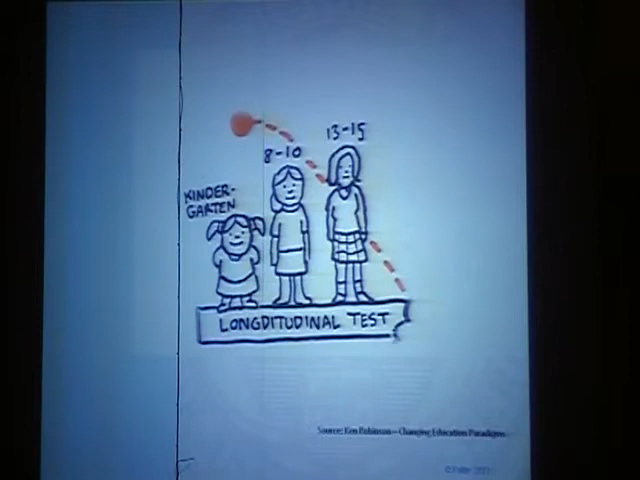 13-15
8-10
KINDER-
GARTEN
LONGDITUDINAL TEST
Source: Ken Robinson—Changing Education Paradigms